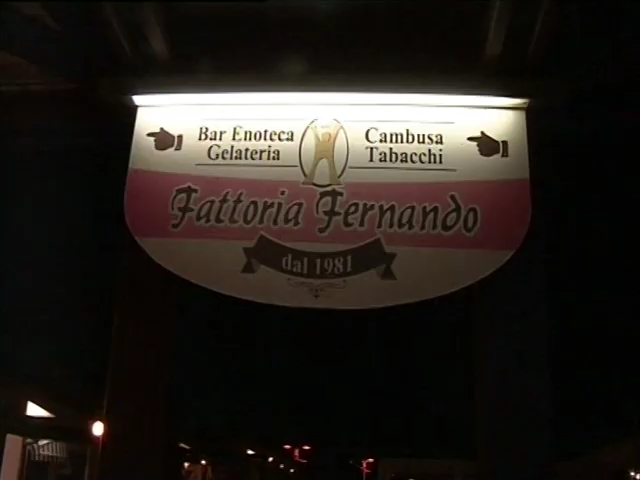 Bar Enoteca
Gelateria
Cambusa
Tabacchi
Fattoria Fernando
dal 1981